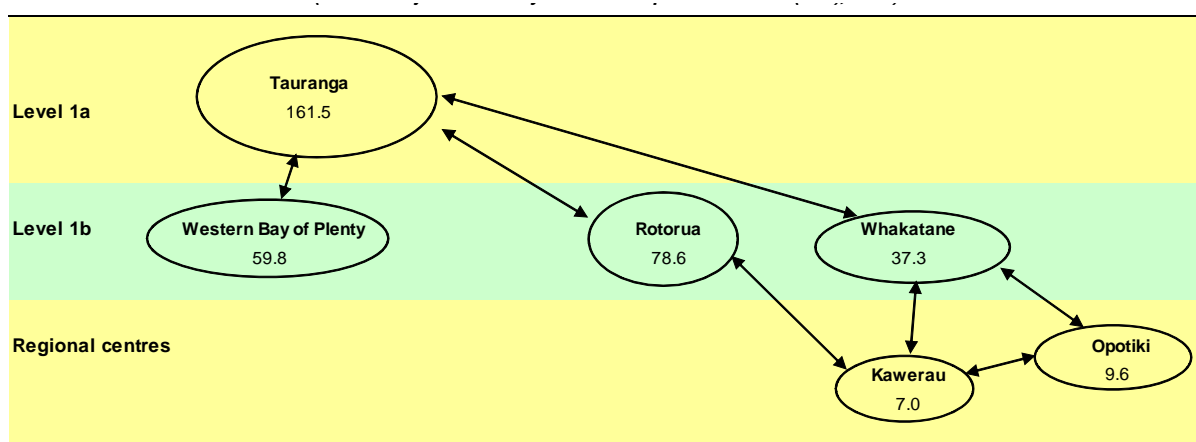 Tauranga
Level 1a
161.5
Level 1b
Western Bay of Plenty
59.8
Rotorua
78.6
Whakatane
37.3
Regional centres
Opotiki
9.6
Kawerau
7.0